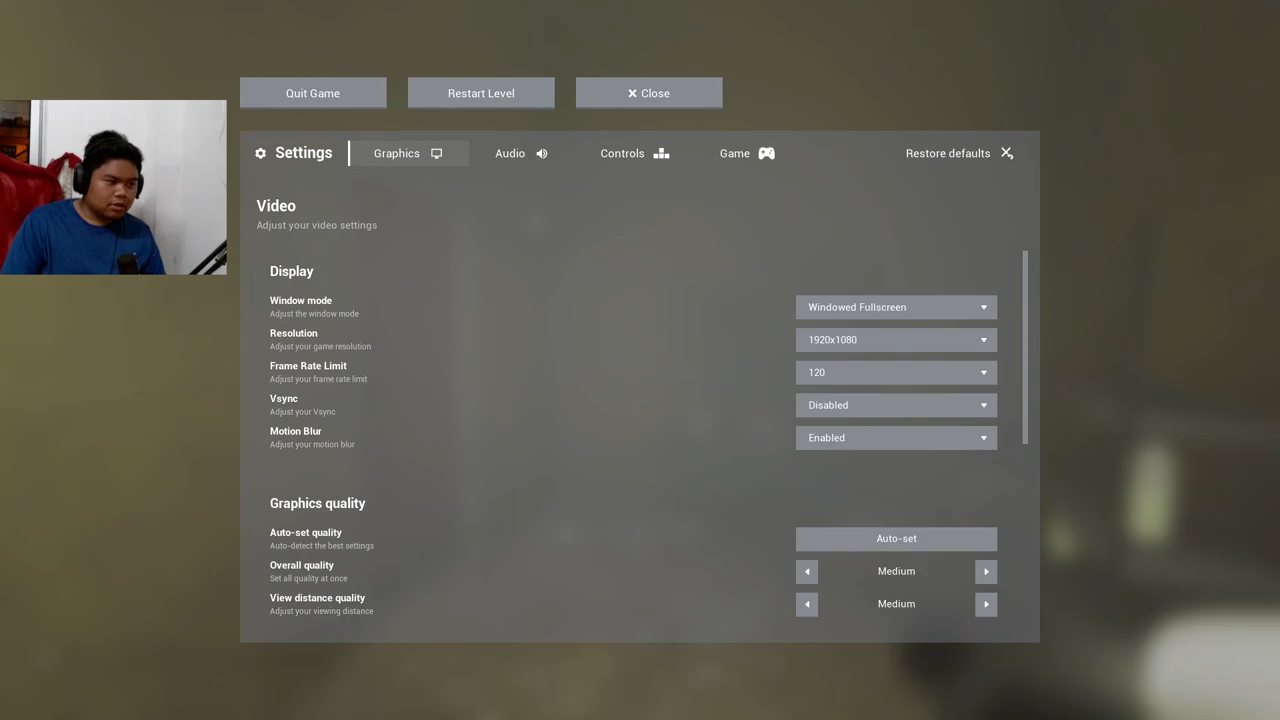 Quit Game
Restart Level
Close
Settings
Graphics
Audio
Controls
Game
Restore defaults
Video
Adjust your video settings
Display
Window mode
Adjust the window mode
Windowed Fullscreen
Resolution
Adjust your game resolution
1920x1080
Frame Rate Limit
Adjust your frame rate limit
120
Vsync
Adjust your Vsync
Disabled
Motion Blur
Adjust your motion blur
Enabled
Graphics quality
Auto-set quality
Auto-detect the best settings
Auto-set
Overall quality
Set all quality at once
Medium
View distance quality
Adjust your viewing distance
Medium